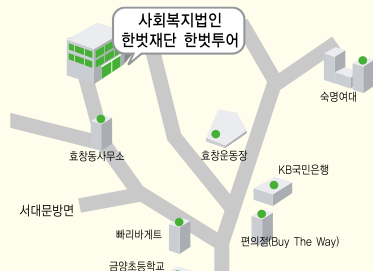 사회복지법인
한벗재단 한벗투어
숙명여대
효창동사무소
효창운동장
KB국민은행
서대문방면
빠리바게트
편의점(Buy The Way)
금양초등학교